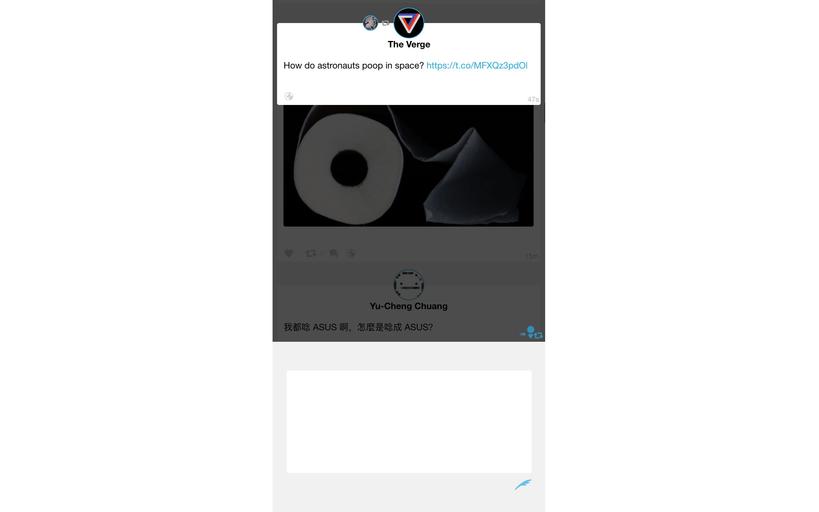 The Verge
How do astronauts poop in space? https://t.co/MFXQz3pdOl
47s
15m
Yu-Cheng Chuang
我都唸 ASUS 啊，怎麼是唸成 ASUS?